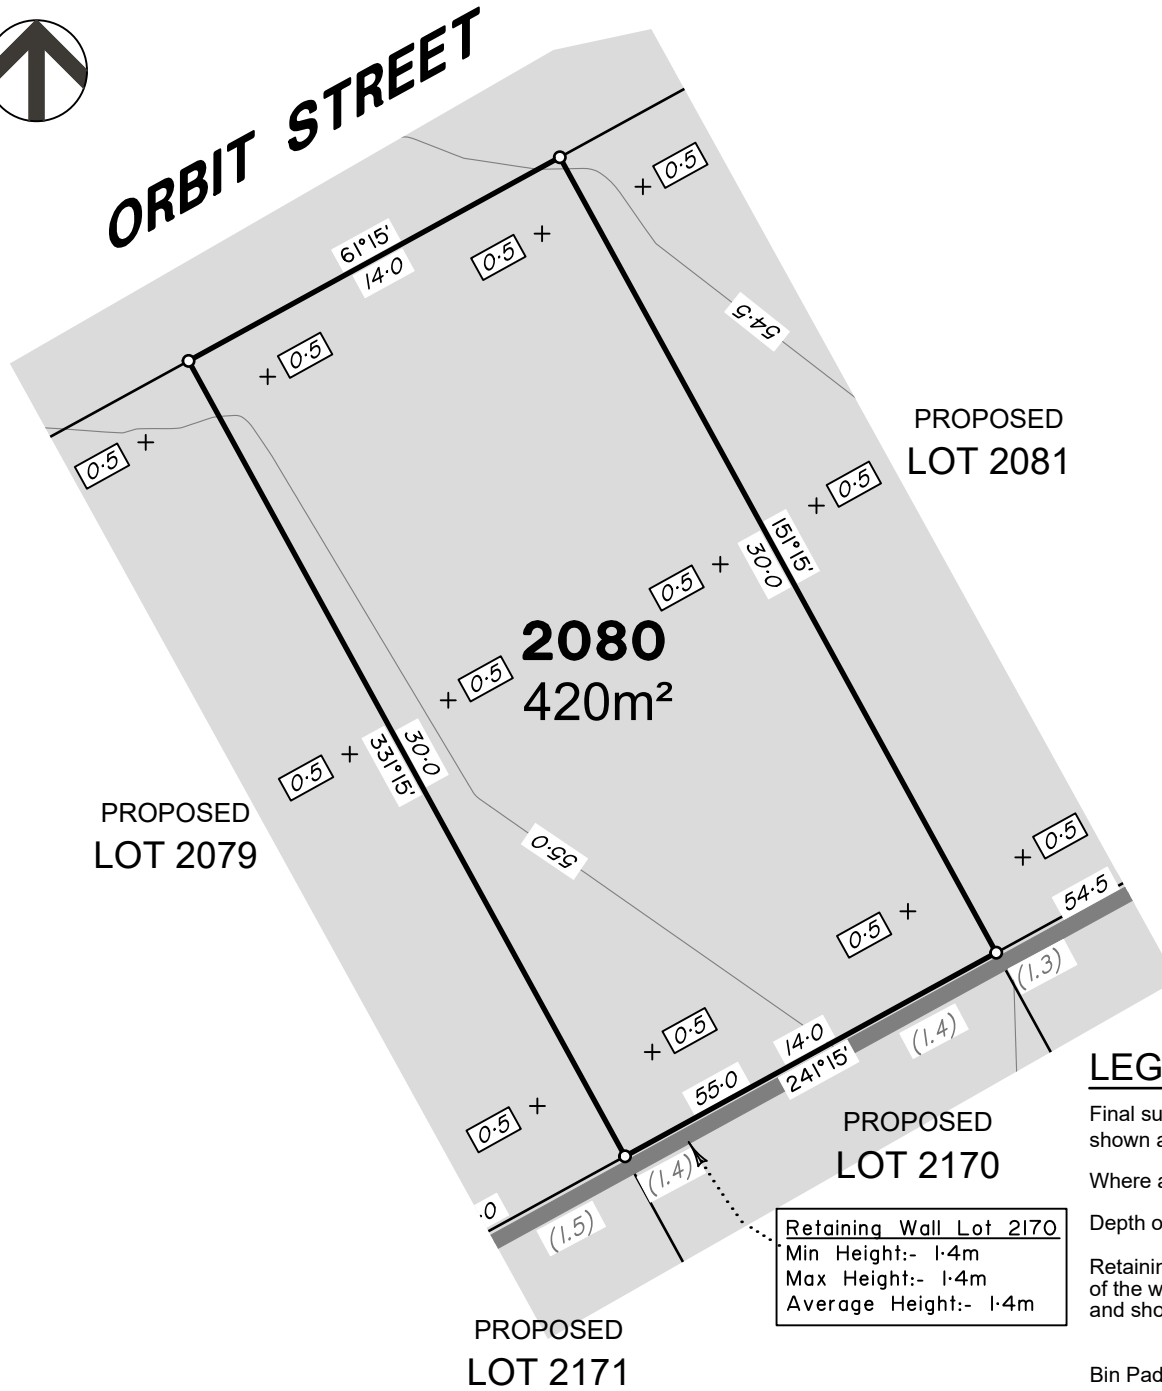 ORBIT STREET
0·5
61°15'
14·0
0·5
0·5
54·5
0·5
PROPOSED
LOT 2081
0·5
151°15'
30·0
0·5
2080
420m²
0·5
30·0
331°15'
0·5
PROPOSED
LOT 2079
55·0
0·5
54·5
0·5
(1.3)
0·5
14·0
241°15'
(1.4)
55·0
0·5
PROPOSED
LOT 2170
(1.4)
·0
(1.5)
Retaining Wall Lot 2170
Min Height:- 1·4m
Max Height:- 1·4m
Average Height:- 1·4m
PROPOSED
LOT 2171
LEG
Final su
shown a
Where a
Depth o
Retainin
of the w
and sho
Bin Pad